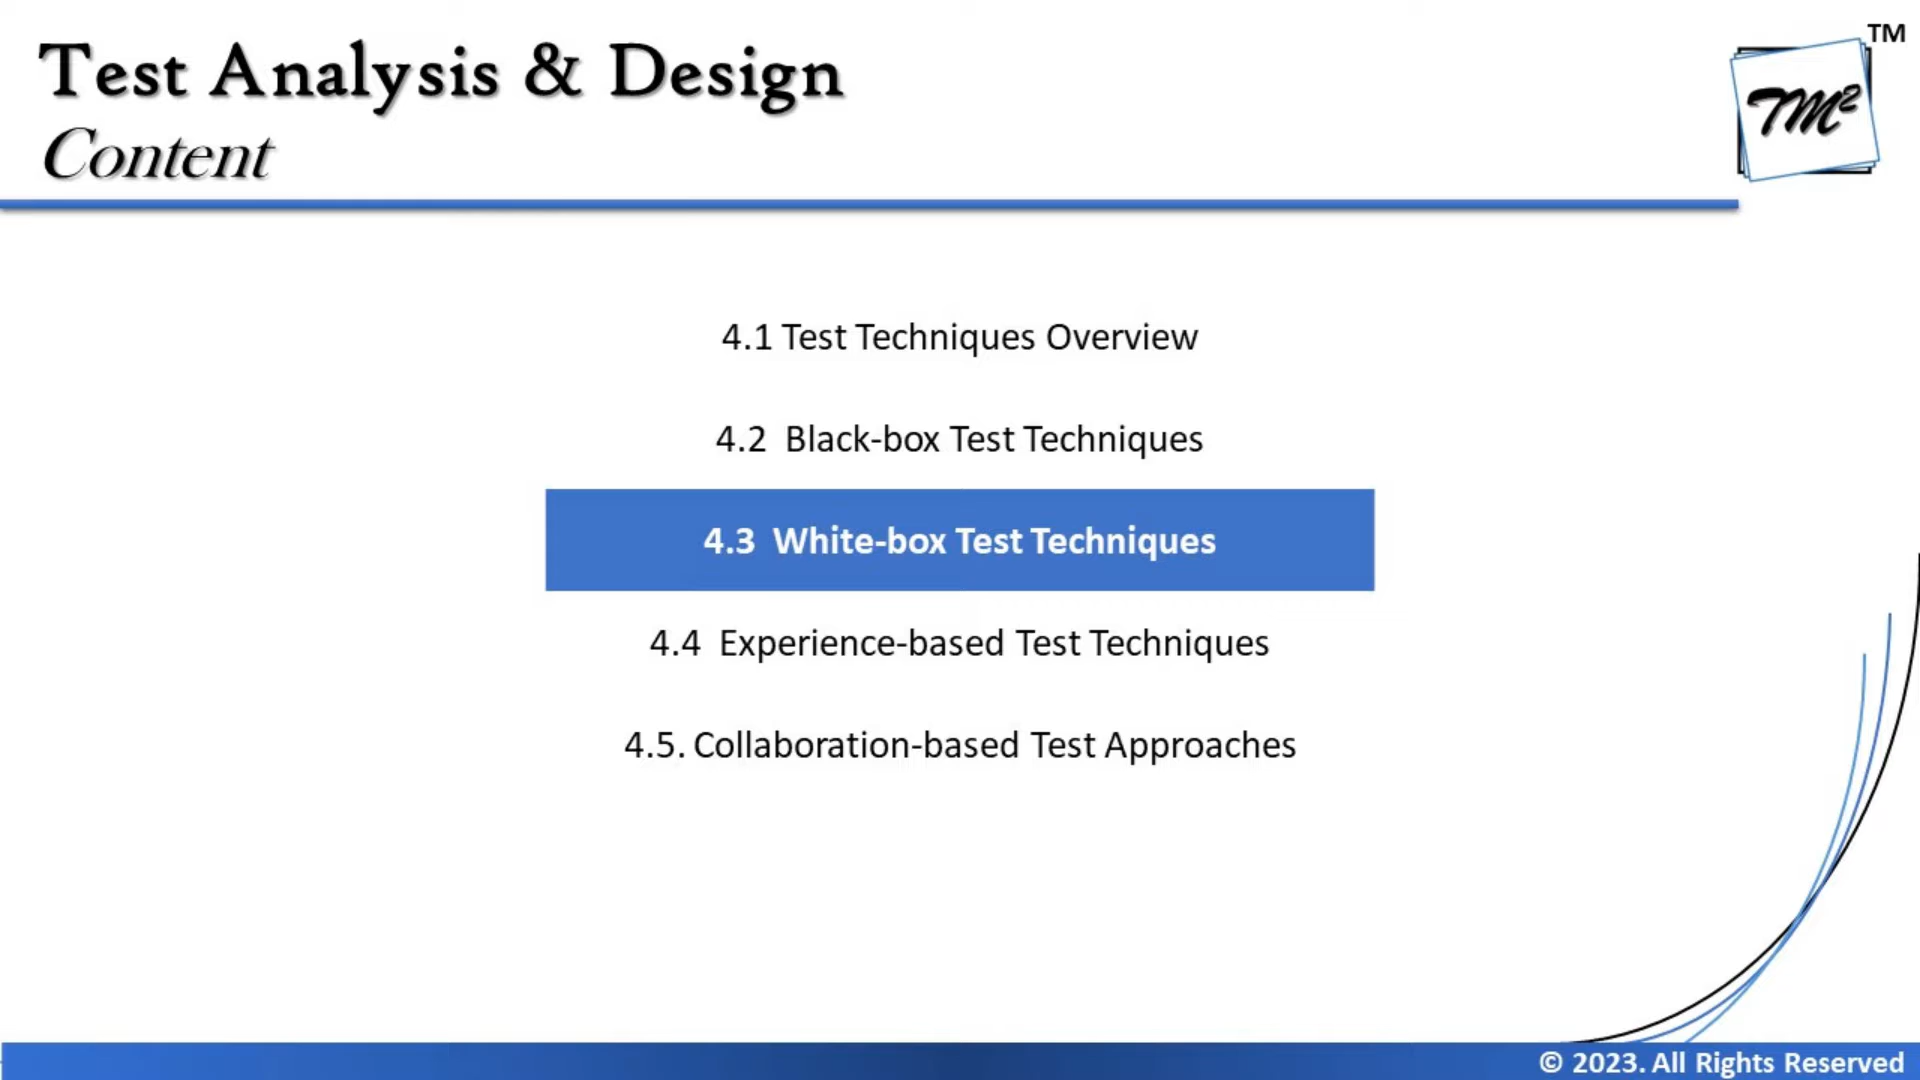 Test Analysis & Design
Content
TM
TM²
4.1 Test Techniques Overview
4.2 Black-box Test Techniques
4.3 White-box Test Techniques
4.4 Experience-based Test Techniques
4.5. Collaboration-based Test Approaches
© 2023. All Rights Reserved